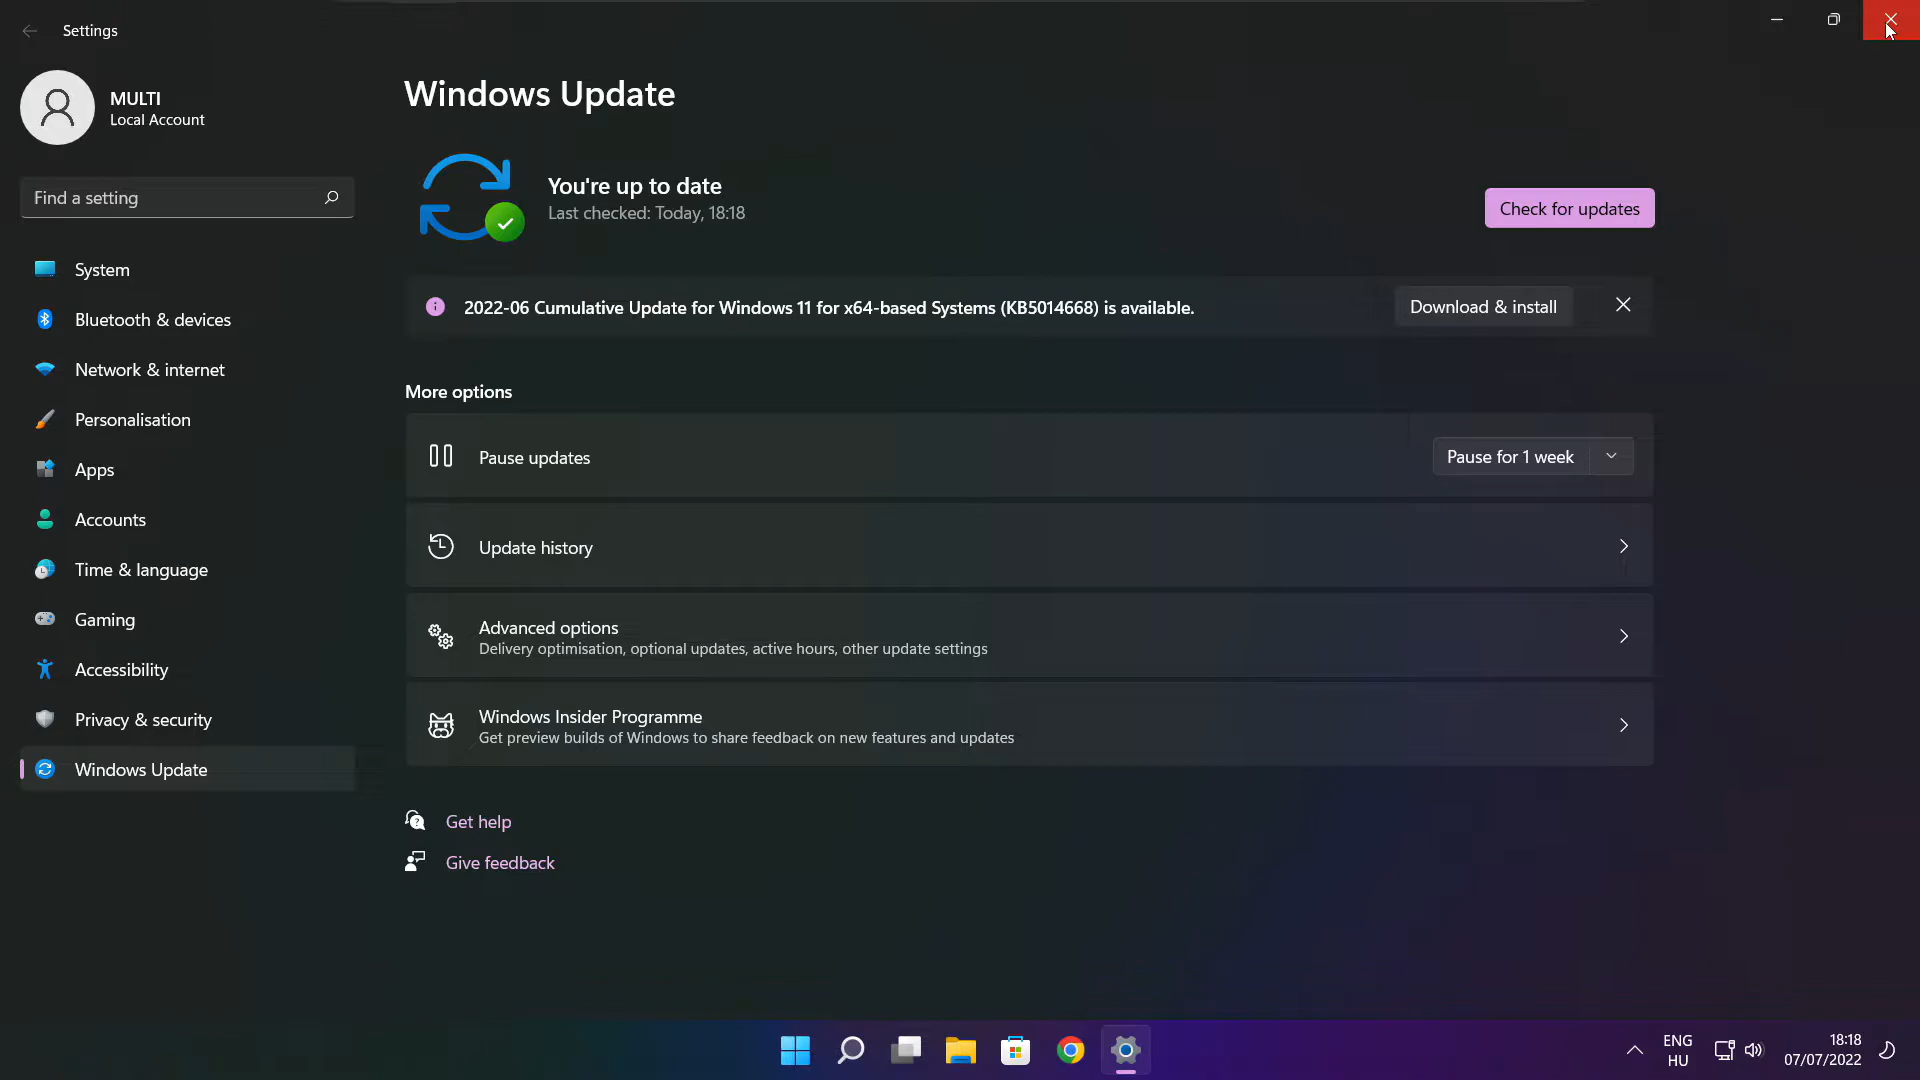 Settings
MULTI
Local Account
Find a setting
System
Bluetooth & devices
Network & internet
Personalisation
Apps
Accounts
Time & language
Gaming
Accessibility
Privacy & security
Windows Update
Windows Update
You're up to date
Last checked: Today, 18:18
Check for updates
2022-06 Cumulative Update for Windows 11 for x64-based Systems (KB5014668) is available.
Download & install
More options
Pause updates
Pause for 1 week
Update history
Advanced options
Delivery optimisation, optional updates, active hours, other update settings
Windows Insider Programme
Get preview builds of Windows to share feedback on new features and updates
Get help
Give feedback
ENG
HU
18:18
07/07/2022